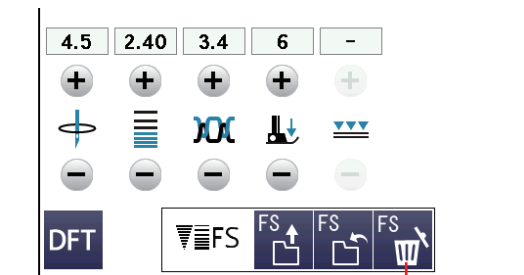 4.5 2.40 3.4 6 -
+ + + + +
- - - - -
DFT FS FS FS FS